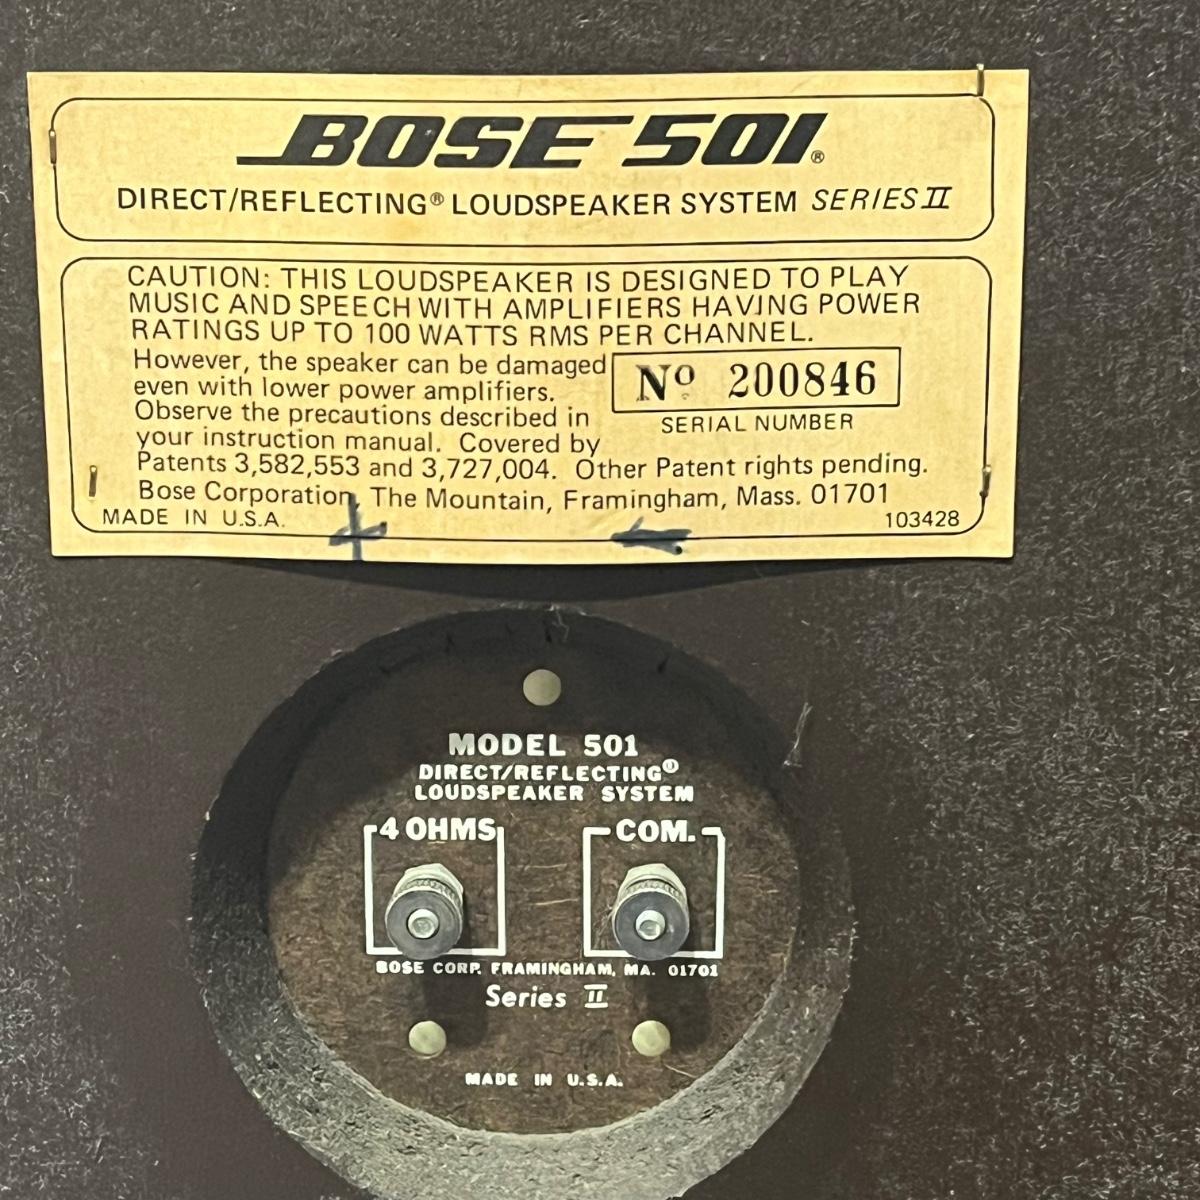 BOSE 501®
DIRECT/REFLECTING® LOUDSPEAKER SYSTEM SERIES II
CAUTION: THIS LOUDSPEAKER IS DESIGNED TO PLAY
MUSIC AND SPEECH WITH AMPLIFIERS HAVING POWER
RATINGS UP TO 100 WATTS RMS PER CHANNEL.
However, the speaker can be damaged
even with lower power amplifiers.
Observe the precautions described in
your instruction manual. Covered by
Nº 200846
SERIAL NUMBER
Patents 3,582,553 and 3,727,004. Other Patent rights pending.
Bose Corporation, The Mountain, Framingham, Mass. 01701
MADE IN U.S.A. 103428
+ -
MODEL 501
DIRECT/REFLECTING®
LOUDSPEAKER SYSTEM
4 OHMS COM.
BOSE CORP. FRAMINGHAM, MA. 01701
Series II
MADE IN U.S.A.